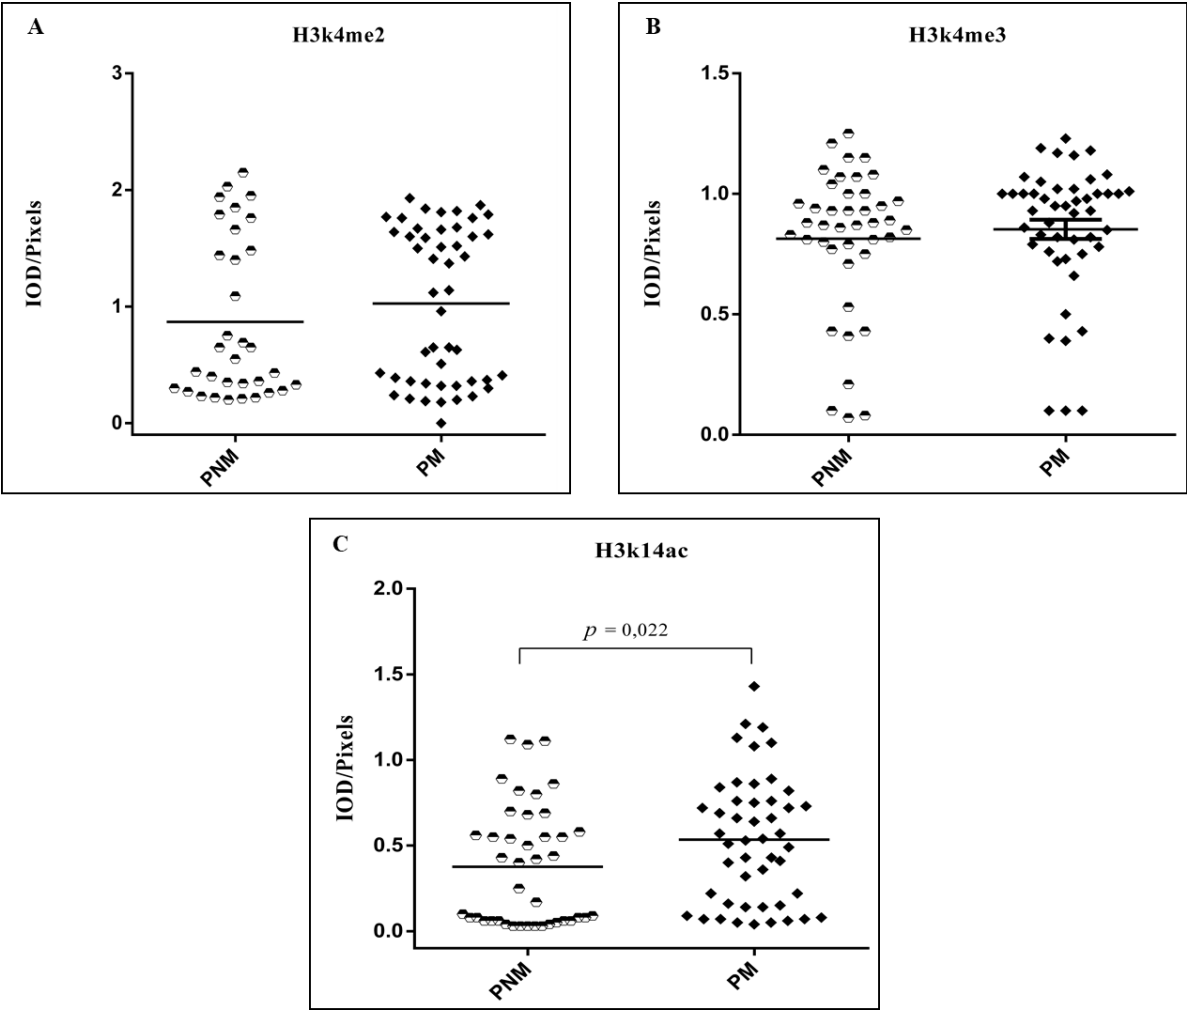 A
H3k4me2
3
2
1
0
IOD/Pixels
PNM
PM
B
H3k4me3
1.5
1.0
0.5
0.0
IOD/Pixels
PNM
PM
C
H3k14ac
2.0
1.5
1.0
0.5
0.0
IOD/Pixels
p = 0,022
PNM
PM